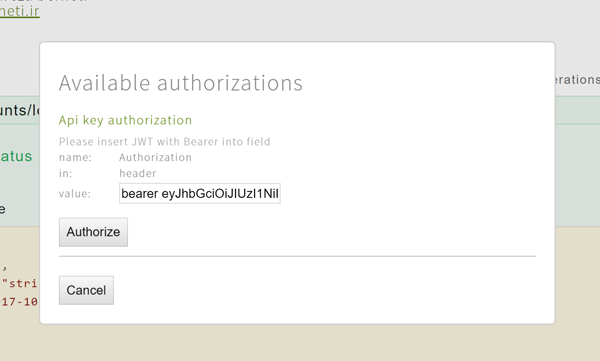 neti.ir
Available authorizations
erations
unts/l
Api key authorization
Please insert JWT with Bearer into field
atus
name: Authorization
in: header
value: bearer eyJhbGciOiJIUzI1NiI
e
Authorize
,
"stri
17-10
Cancel